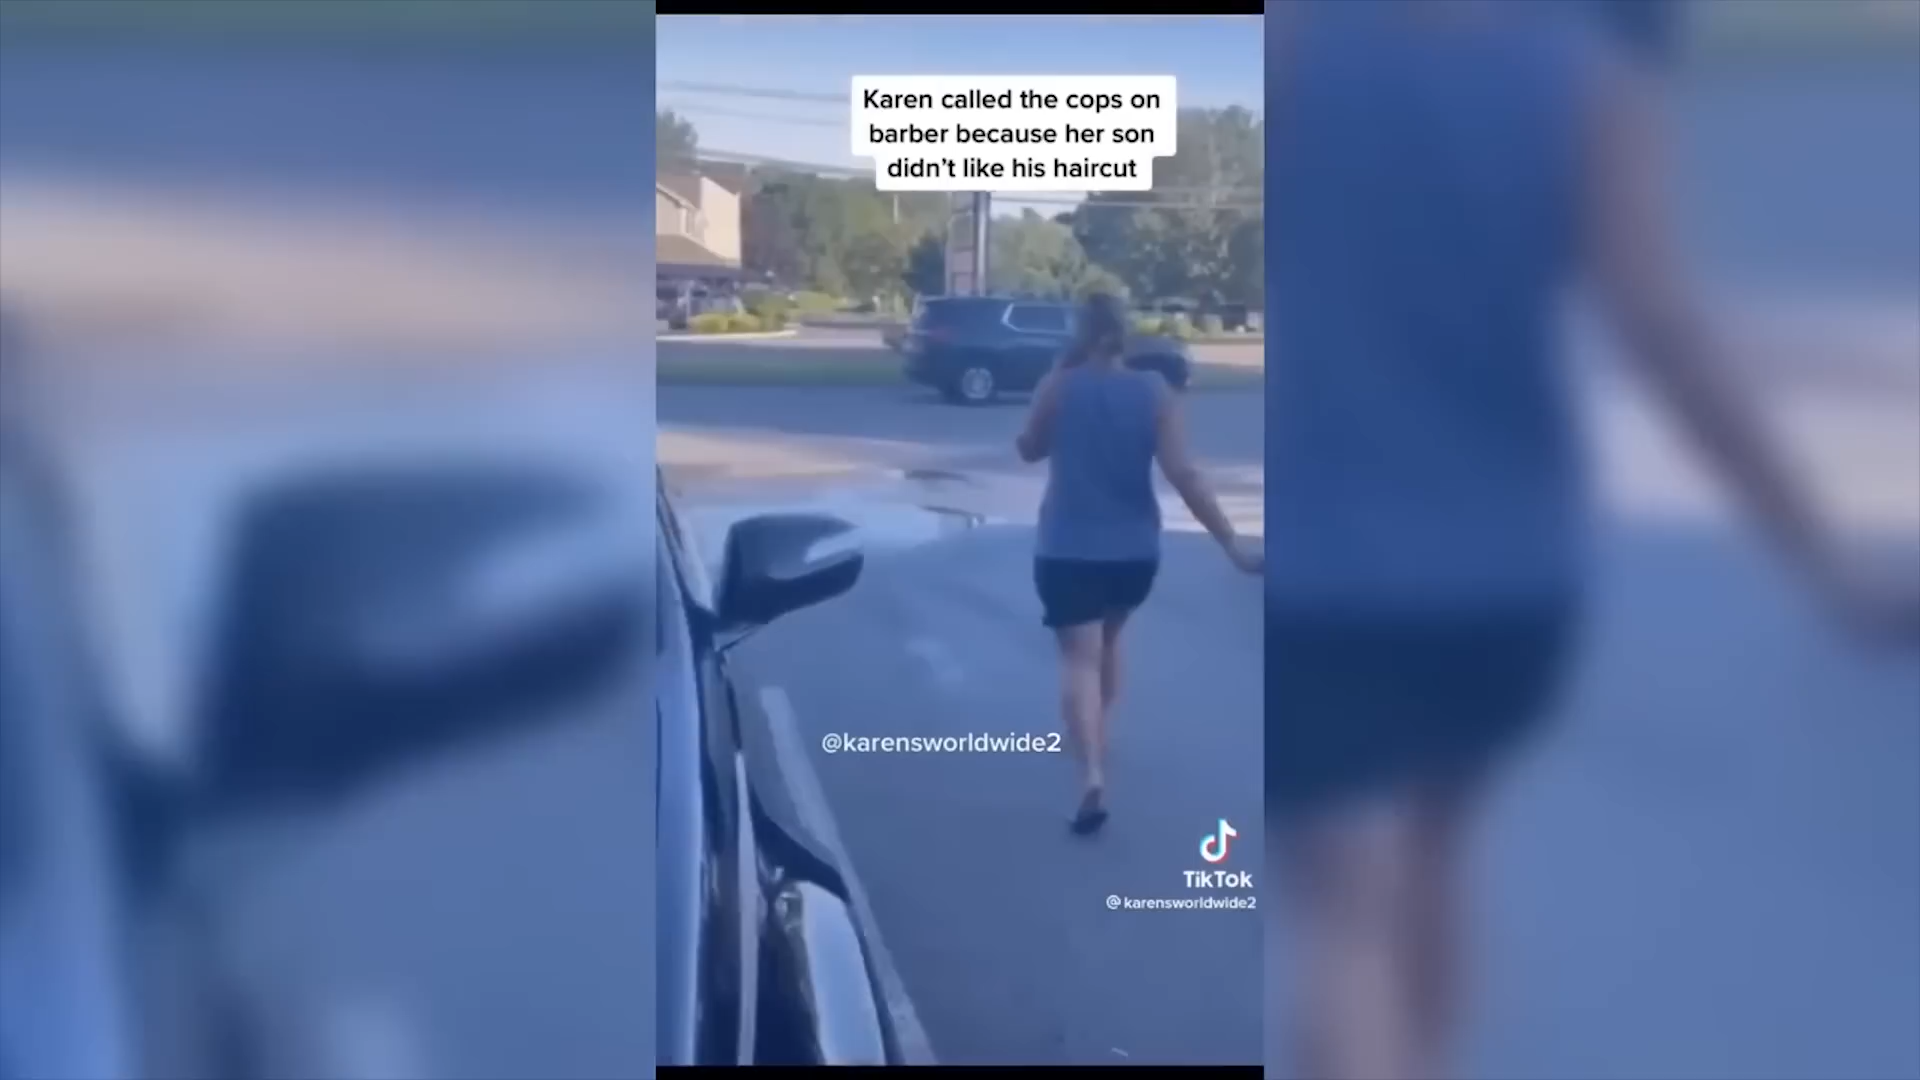 Karen called the cops on
barber because her son
didn’t like his haircut
@karensworldwide2
TikTok
@karensworldwide2